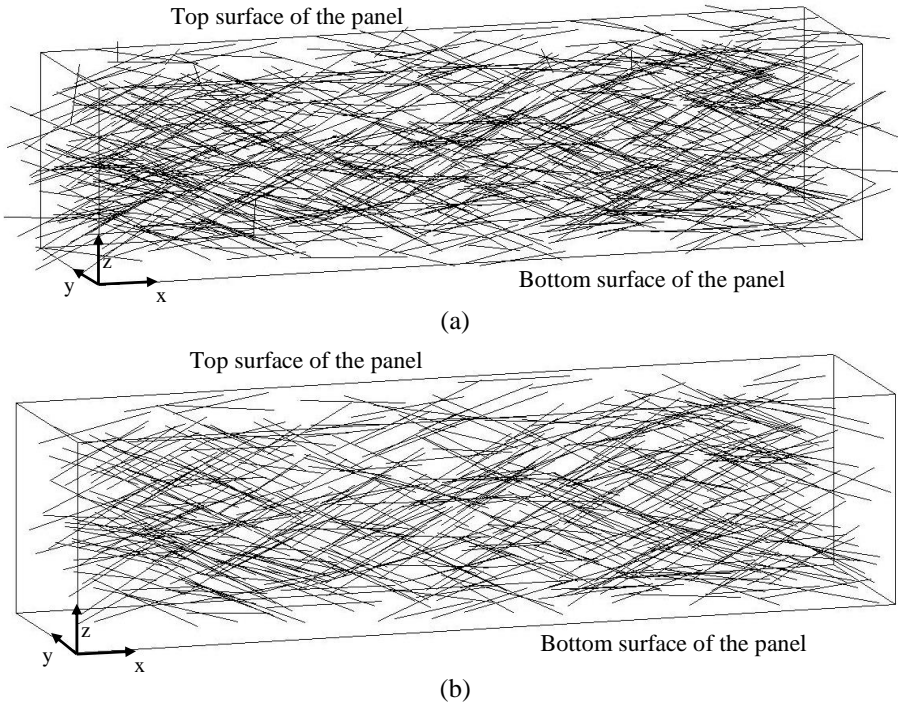 Top surface of the panel
z
y
x
Bottom surface of the panel
(a)
Top surface of the panel
z
y
x
Bottom surface of the panel
(b)